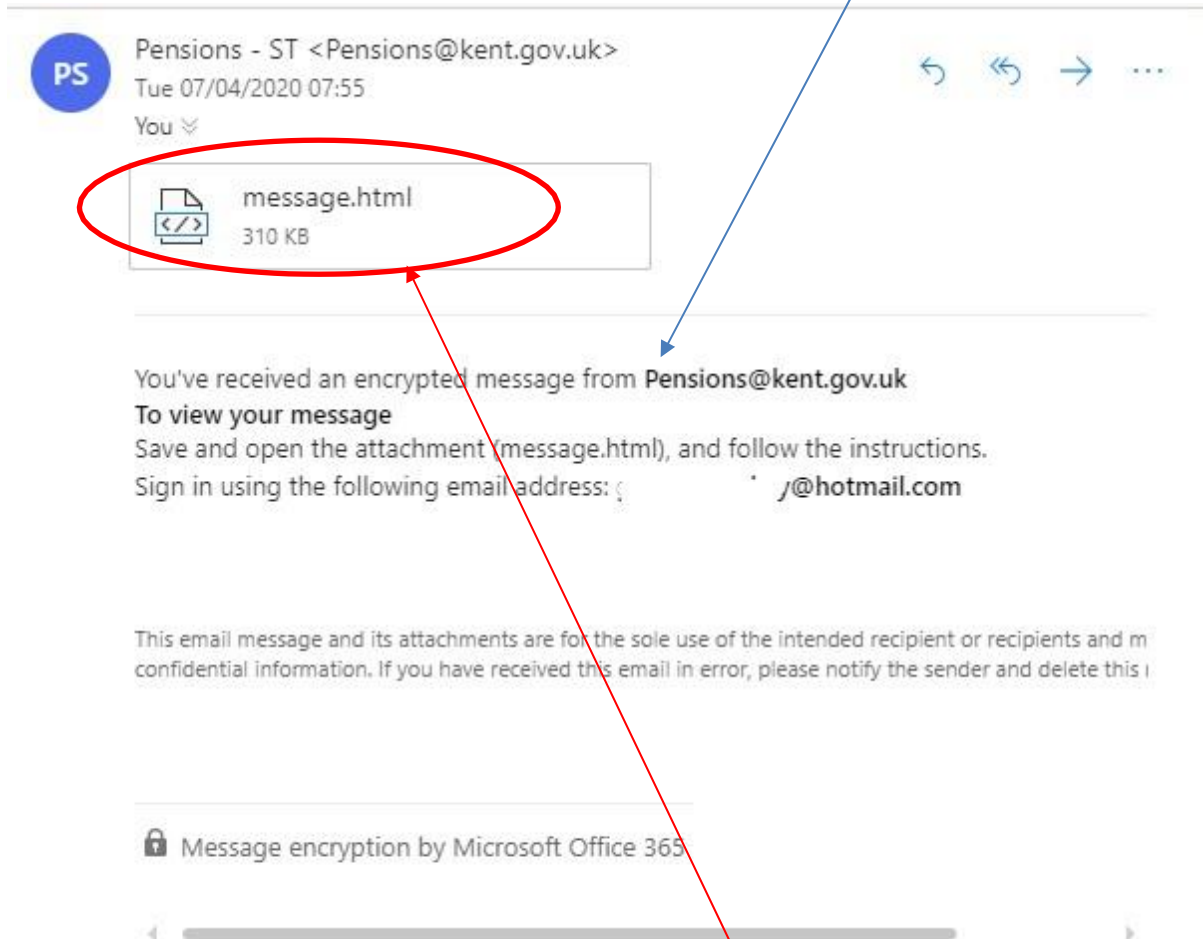 PS
Pensions - ST <Pensions@kent.gov.uk>
Tue 07/04/2020 07:55
You
message.html
310 KB
You've received an encrypted message from Pensions@kent.gov.uk
To view your message
Save and open the attachment (message.html), and follow the instructions.
Sign in using the following email address: y@hotmail.com
This email message and its attachments are for the sole use of the intended recipient or recipients and m
confidential information. If you have received this email in error, please notify the sender and delete this
Message encryption by Microsoft Office 365